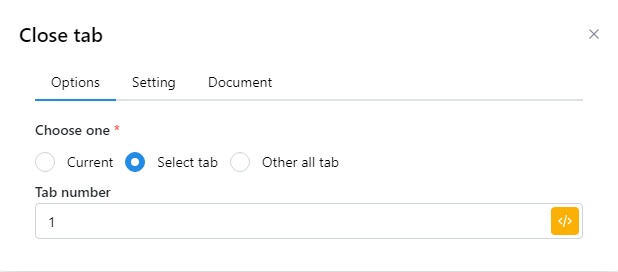 Close tab
Options Setting Document
Choose one *
Current Select tab Other all tab
Tab number
1 </>